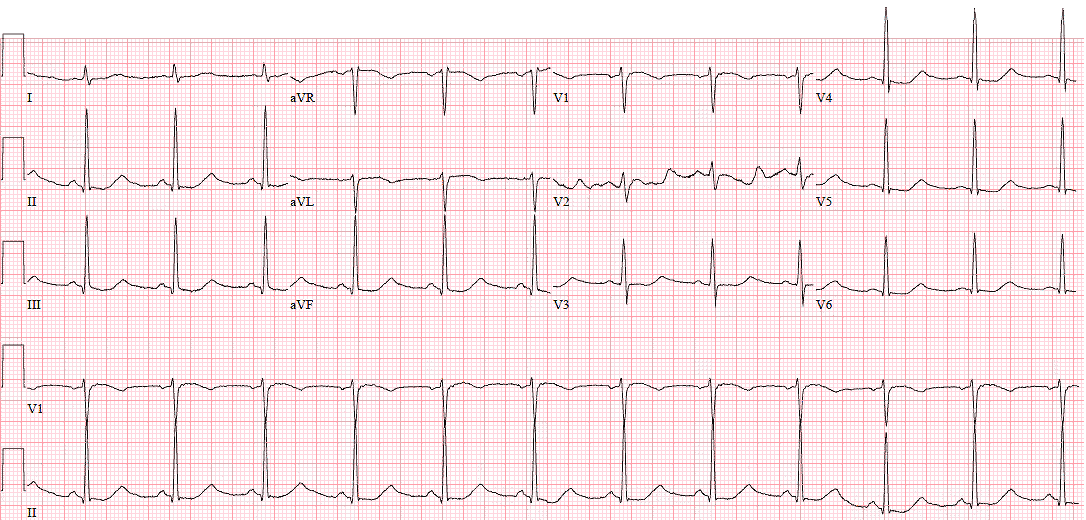 I aVR V1 V4
II aVL V2 V5
III aVF V3 V6
V1
II